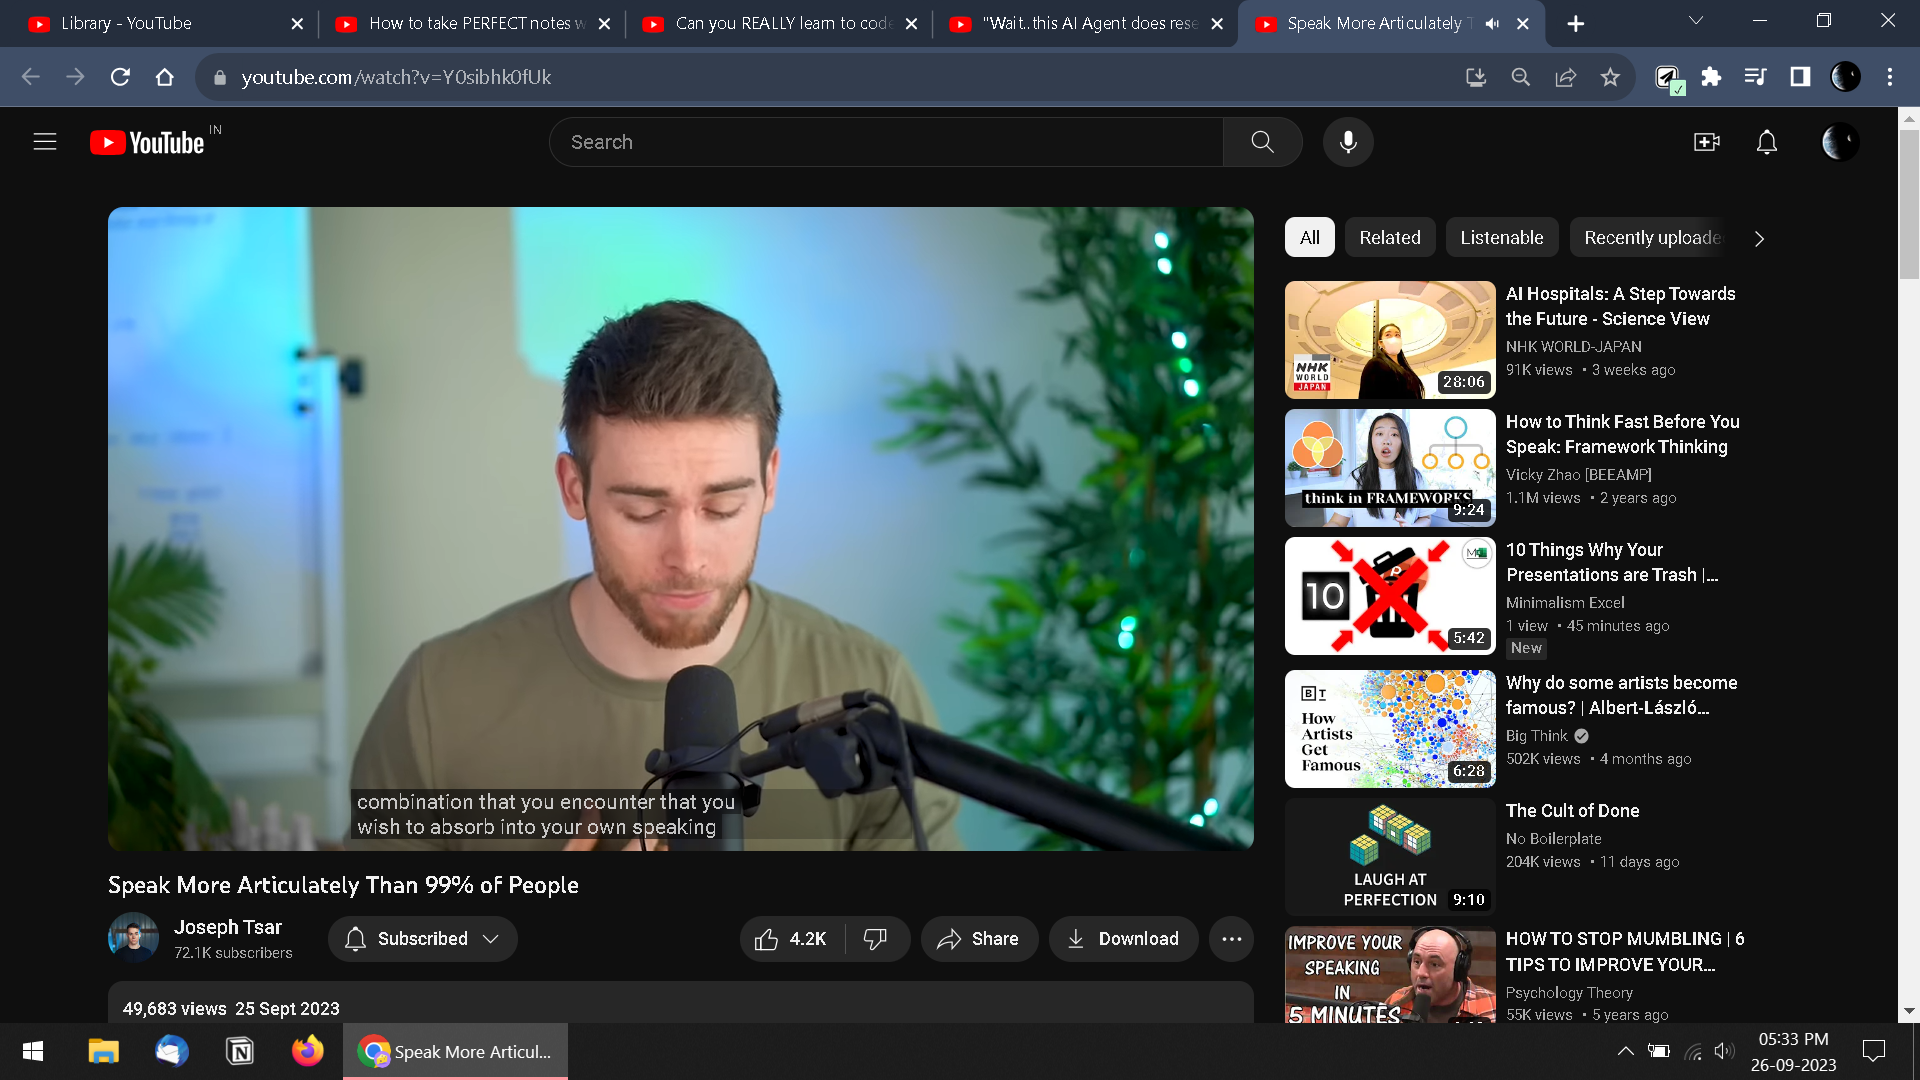 Library - YouTube
How to take PERFECT notes w
Can you REALLY learn to code
"Wait..this AI Agent does rese
Speak More Articulately T
youtube.com/watch?v=Y0sibhk0fUk
YouTube IN
Search
All
Related
Listenable
Recently uploade
NHK
WORLD
JAPAN
28:06
AI Hospitals: A Step Towards
the Future - Science View
NHK WORLD-JAPAN
91K views • 3 weeks ago
think in FRAMEWORKS
9:24
How to Think Fast Before You
Speak: Framework Thinking
Vicky Zhao [BEEAMP]
1.1M views • 2 years ago
10
5:42
10 Things Why Your
Presentations are Trash |...
Minimalism Excel
1 view • 45 minutes ago
New
B T
How
Artists
Get
Famous
6:28
Why do some artists become
famous? | Albert-László...
Big Think
502K views • 4 months ago
LAUGH AT
PERFECTION
9:10
The Cult of Done
No Boilerplate
204K views • 11 days ago
IMPROVE YOUR
SPEAKING
IN
5 MINUTES
HOW TO STOP MUMBLING | 6
TIPS TO IMPROVE YOUR...
Psychology Theory
55K views • 5 years ago
combination that you encounter that you
wish to absorb into your own speaking
Speak More Articulately Than 99% of People
Joseph Tsar
72.1K subscribers
Subscribed
4.2K
Share
Download
49,683 views 25 Sept 2023
Speak More Articul...
05:33 PM
26-09-2023